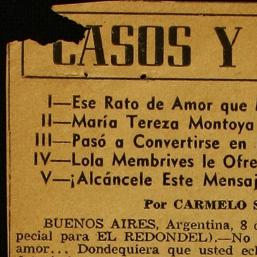 CASOS Y
I—Ese Rato de Amor que
II—María Tereza Montoya
III—Pasó a Convertirse en
IV—Lola Membrives le Ofre
V—¡Alcáncele Este Mensaj
Por CARMELO S
BUENOS AIRES, Argentina, 8 d
pecial para EL REDONDEL).—No
amor... Dondequiera que usted ech